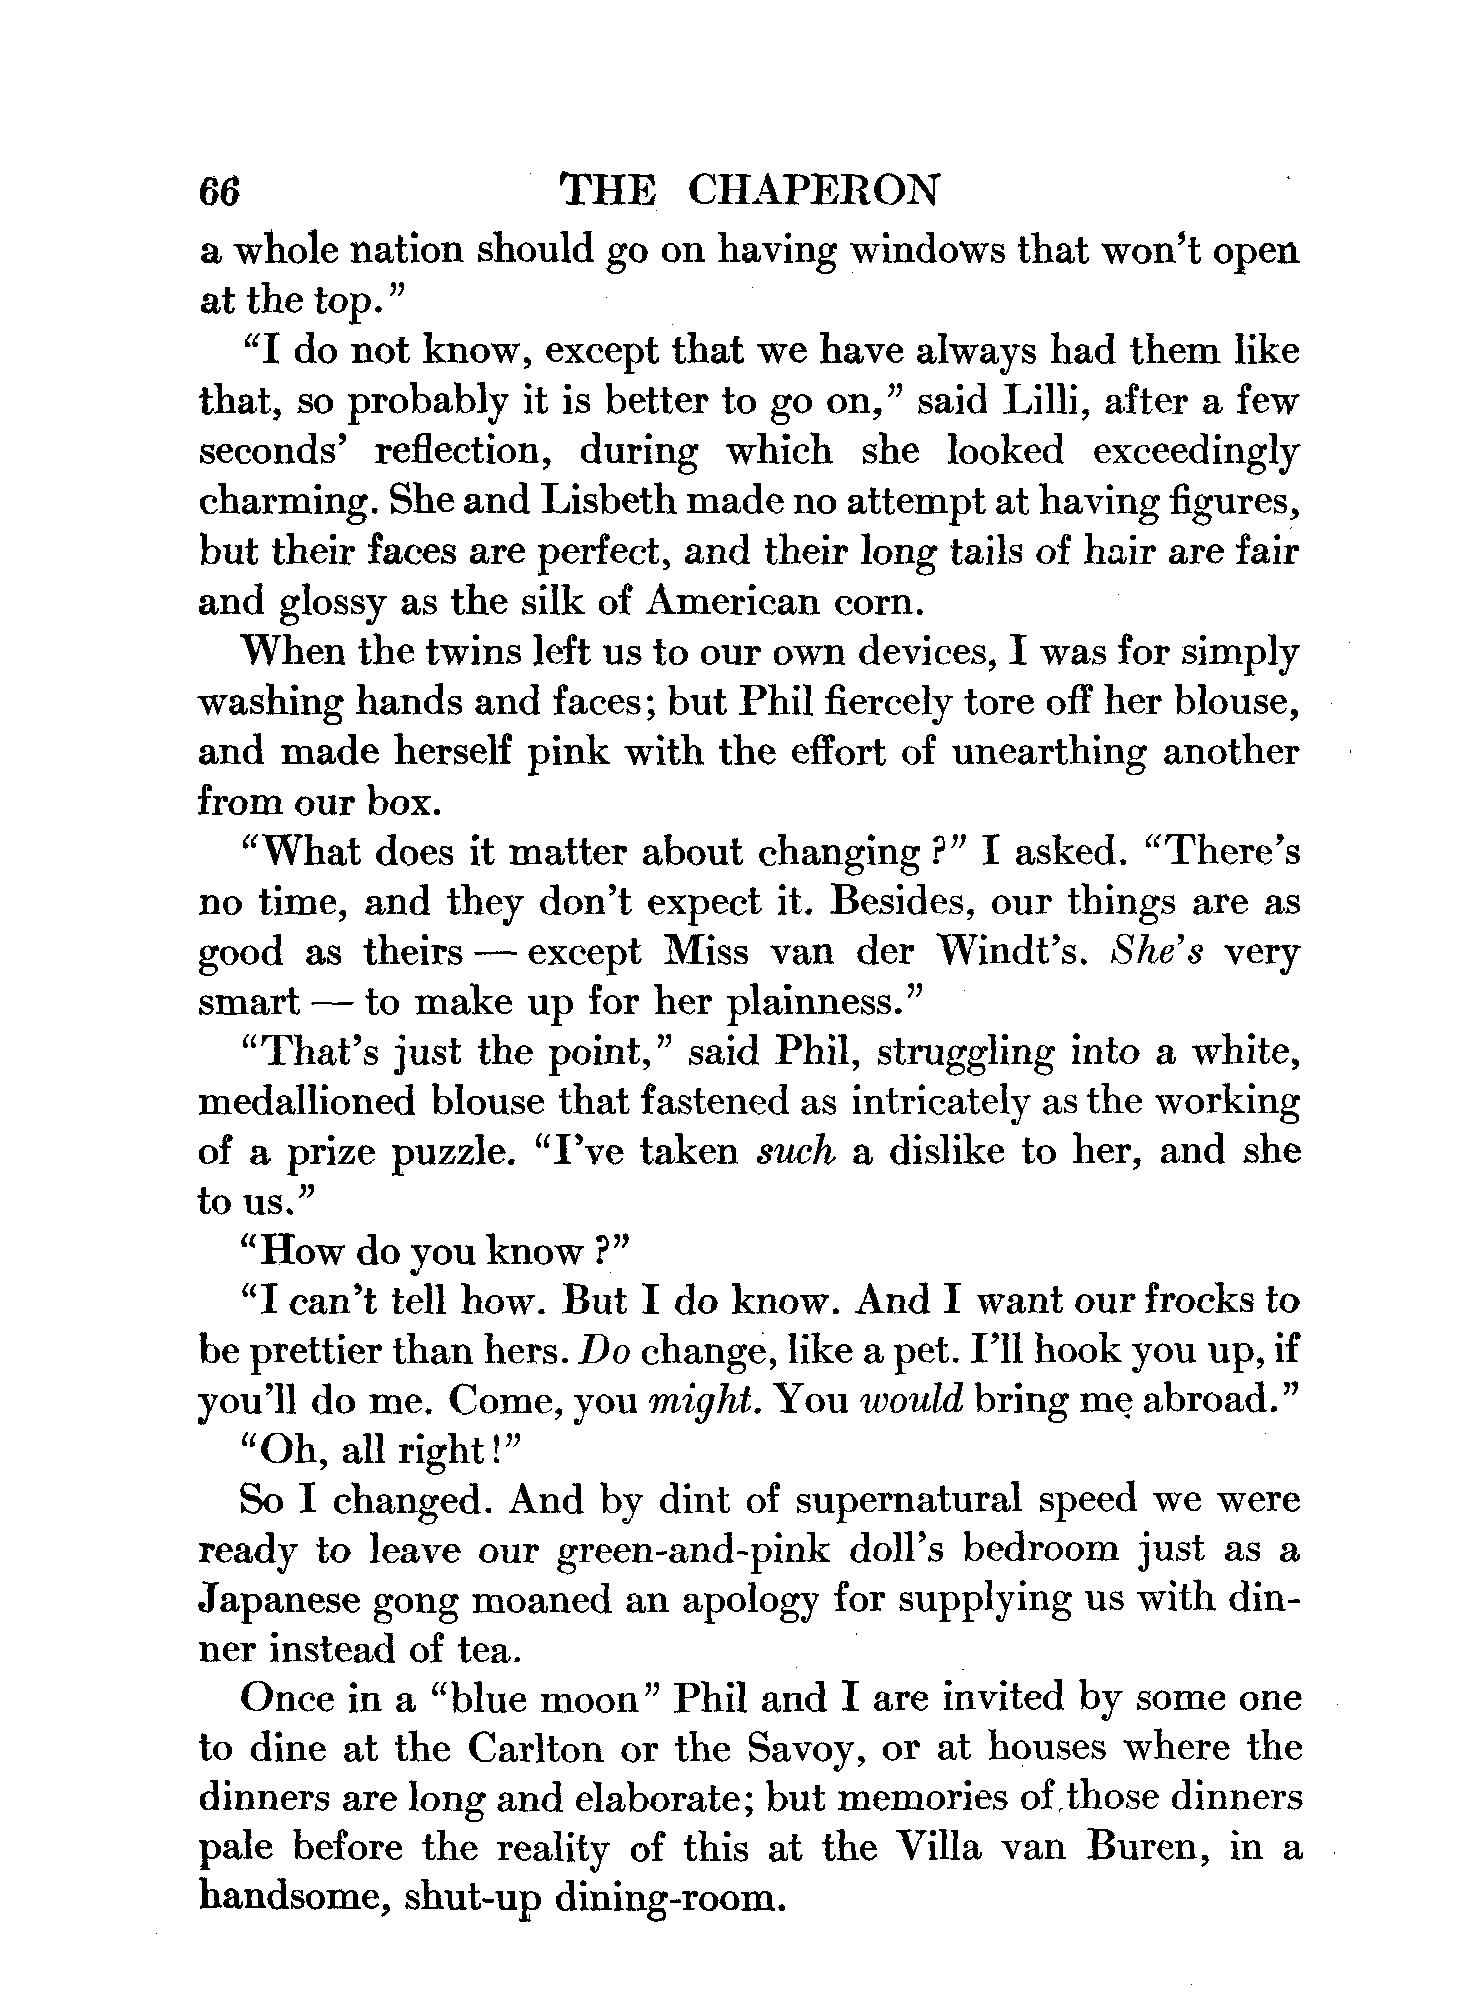 66 THE CHAPERON
a whole nation should go on having windows that won't open
at the top."
"I do not know, except that we have always had them like
that, so probably it is better to go on," said Lilli, after a few
seconds' reflection, during which she looked exceedingly
charming. She and Lisbeth made no attempt at having figures,
but their faces are perfect, and their long tails of hair are fair
and glossy as the silk of American corn.
When the twins left us to our own devices, I was for simply
washing hands and faces; but Phil fiercely tore off her blouse,
and made herself pink with the effort of unearthing another
from our box.
"What does it matter about changing ?" I asked. "There's
no time, and they don't expect it. Besides, our things are as
good as theirs — except Miss van der Windt's. She's very
smart — to make up for her plainness."
"That's just the point," said Phil, struggling into a white,
medallioned blouse that fastened as intricately as the working
of a prize puzzle. "I've taken such a dislike to her, and she
to us."
"How do you know ?"
"I can't tell how. But I do know. And I want our frocks to
be prettier than hers. Do change, like a pet. I'll hook you up, if
you'll do me. Come, you might. You would bring me abroad."
"Oh, all right!"
So I changed. And by dint of supernatural speed we were
ready to leave our green-and-pink doll's bedroom just as a
Japanese gong moaned an apology for supplying us with din-
ner instead of tea.
Once in a "blue moon" Phil and I are invited by some one
to dine at the Carlton or the Savoy, or at houses where the
dinners are long and elaborate; but memories of those dinners
pale before the reality of this at the Villa van Buren, in a
handsome, shut-up dining-room.